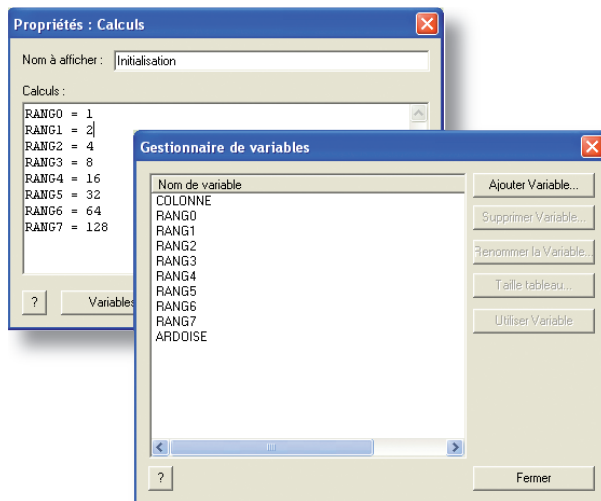 Propriétés : Calculs
Nom à afficher : Initialisation
Calculs :
RANG0 = 1
RANG1 = 2
RANG2 = 4
RANG3 = 8
RANG4 = 16
RANG5 = 32
RANG6 = 64
RANG7 = 128
? Variables
Gestionnaire de variables
Nom de variable
COLONNE
RANG0
RANG1
RANG2
RANG3
RANG4
RANG5
RANG6
RANG7
ARDOISE
Ajouter Variable...
Supprimer Variable...
Renommer la Variable...
Taille tableau...
Utiliser Variable
?
Fermer